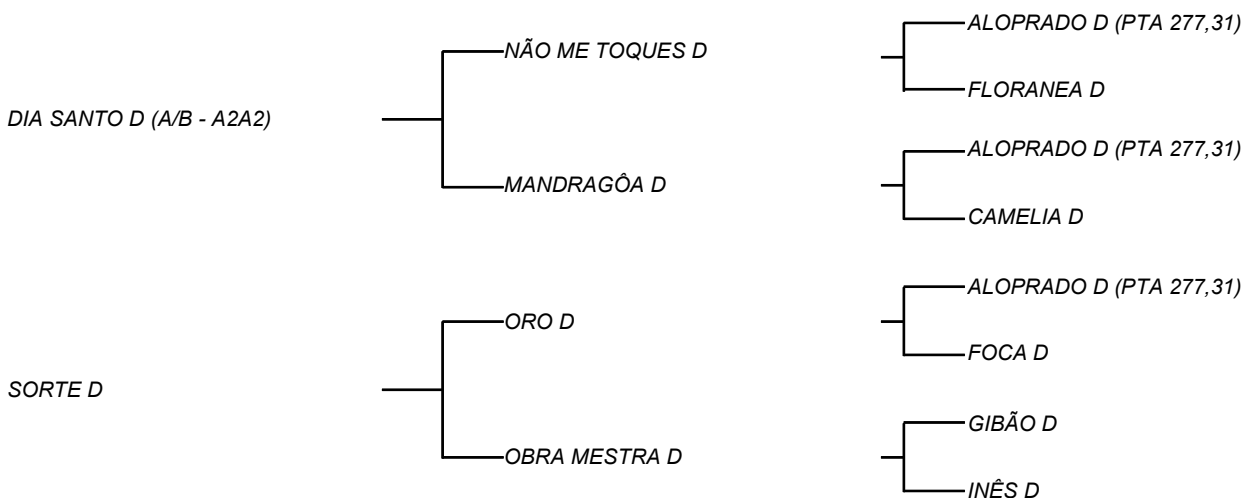 ALOPRADO D (PTA 277,31)
NÃO ME TOQUES D
FLORANEA D
DIA SANTO D (A/B - A2A2)
ALOPRADO D (PTA 277,31)
MANDRAGÔA D
CAMELIA D
ALOPRADO D (PTA 277,31)
ORO D
FOCA D
SORTE D
GIBÃO D
OBRA MESTRA D
INÊS D